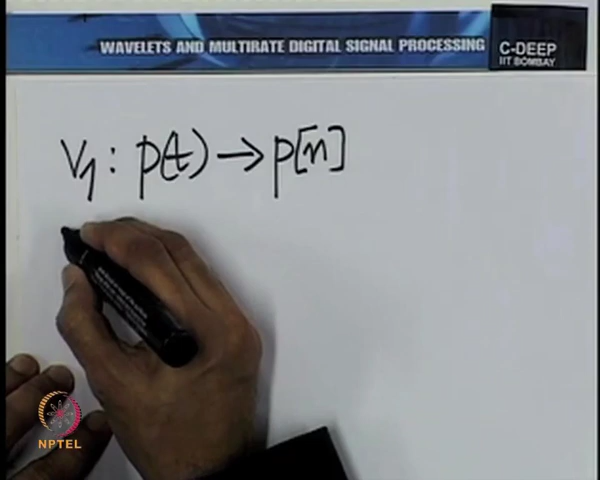 WAVELETS AND MULTIRATE DIGITAL SIGNAL PROCESSING
C-DEEP
IIT BOMBAY
V₁ : p(t) → p[n]
NPTEL